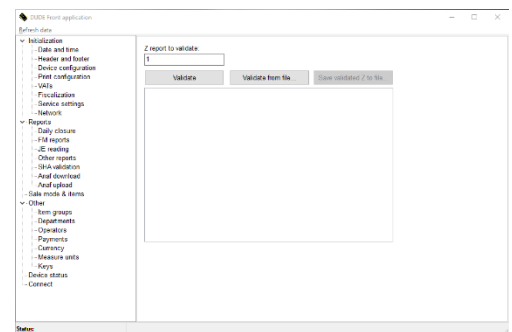 DUDE Front application
Refresh data
Initialization
Date and time
Header and footer
Device configuration
Print configuration
VATs
Fiscalization
Service settings
Network
Reports
Daily closure
FM reports
JE reading
Other reports
SHA validation
Anaf download
Anaf upload
Sale mode & items
Other
Item groups
Departments
Operators
Payments
Currency
Measure units
Keys
Device status
Connect
Z report to validate:
1
Validate
Validate from file...
Save validated Z to file...
Status: